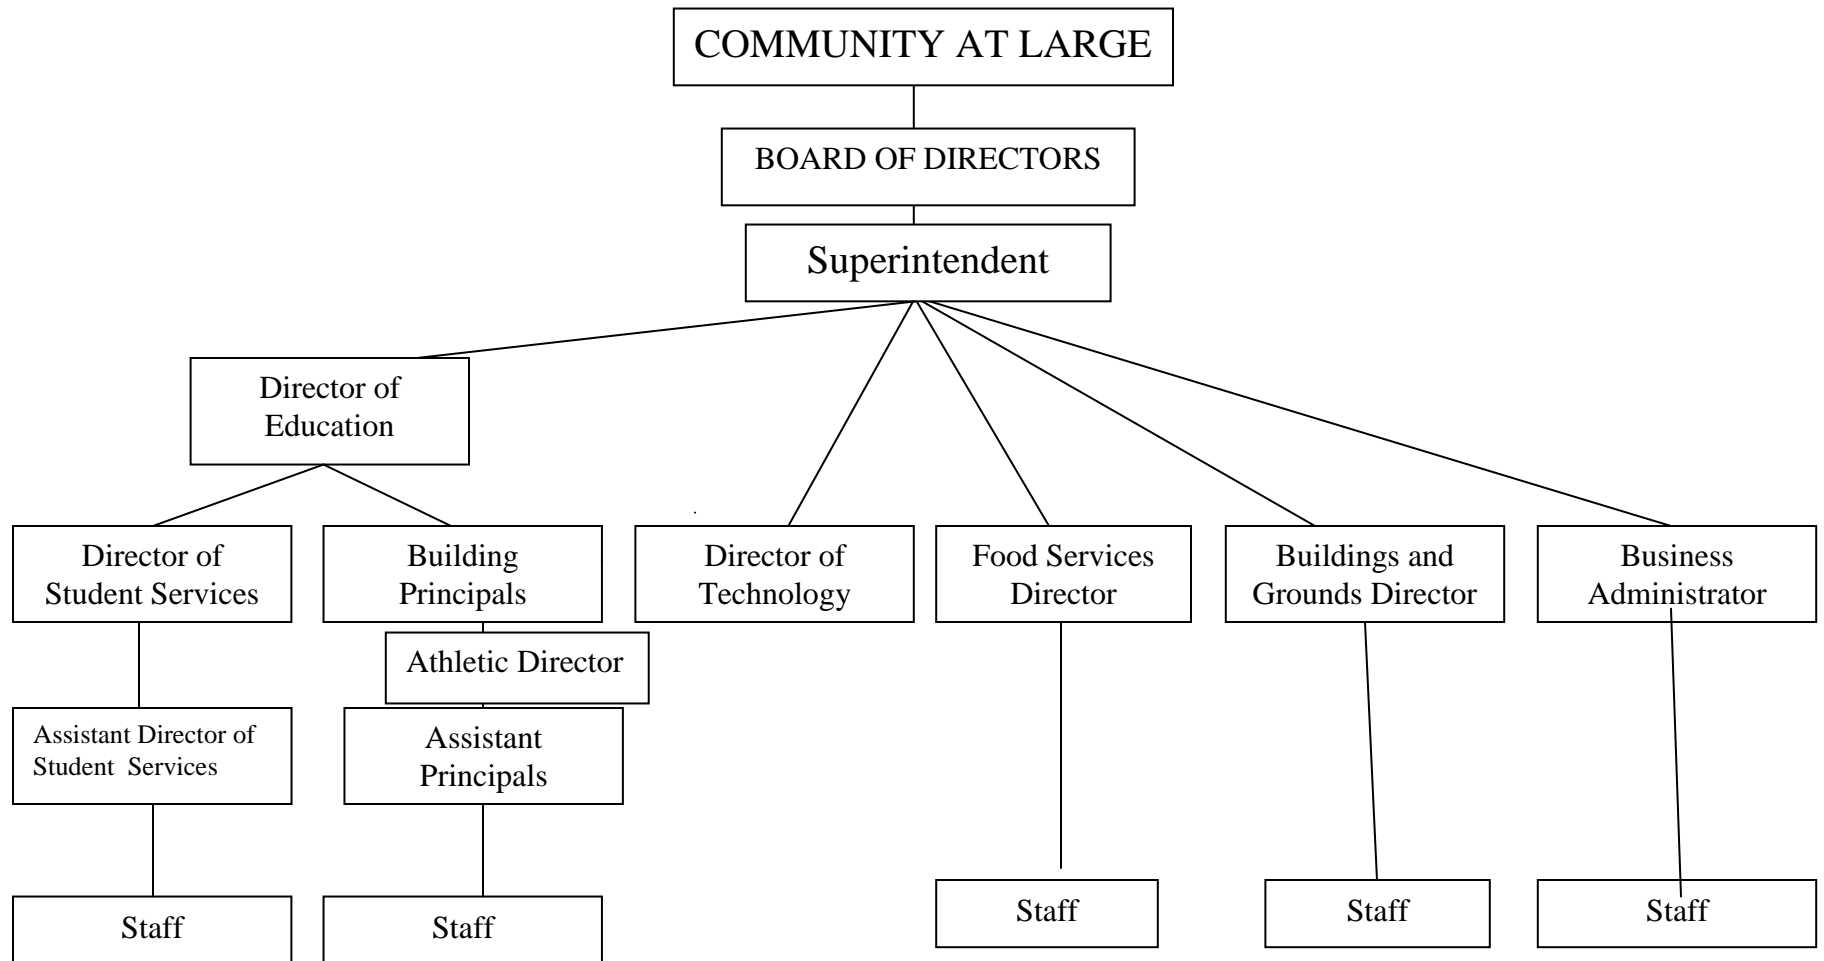 COMMUNITY AT LARGE
BOARD OF DIRECTORS
Superintendent
Director of
Education
Director of
Student Services
Building
Principals
Director of
Technology
Food Services
Director
Buildings and
Grounds Director
Business
Administrator
Athletic Director
Assistant Director of
Student  Services
Assistant
Principals
Staff
Staff
Staff
Staff
Staff